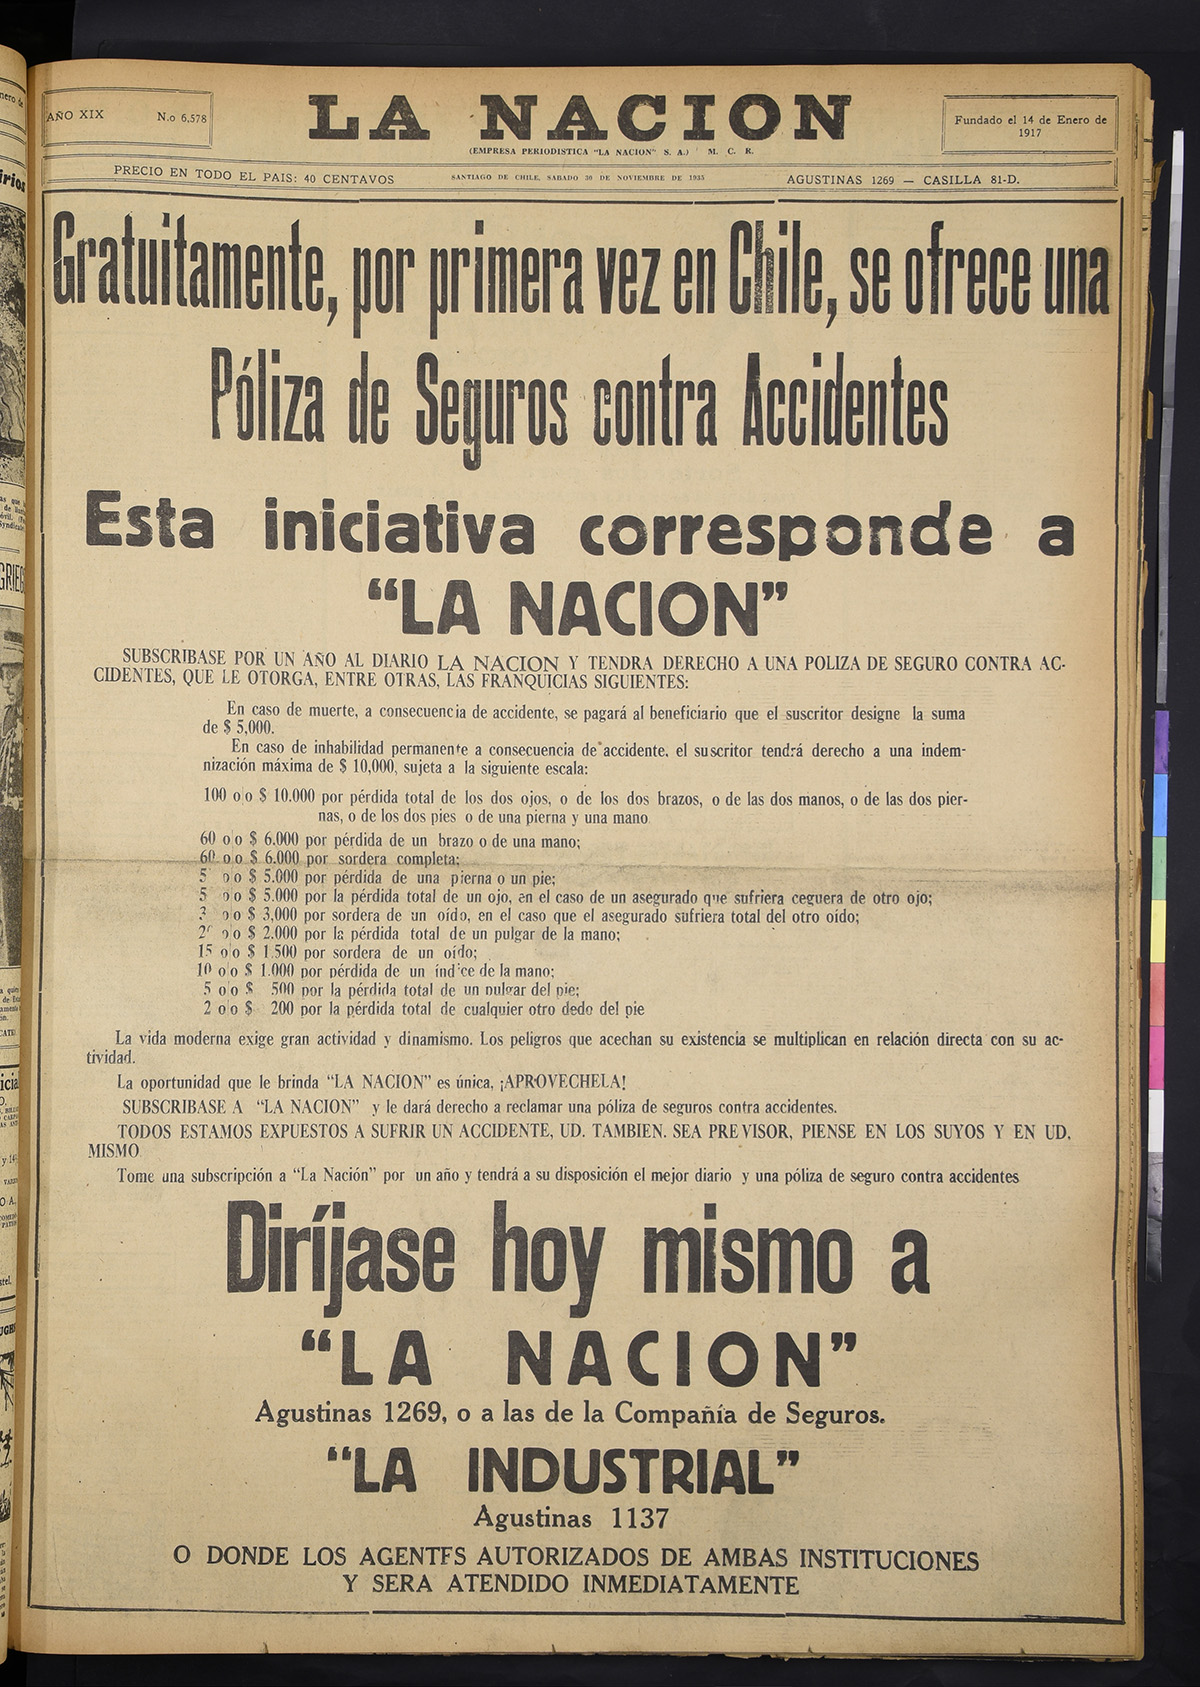 AÑO XIX N.o 6,578
LA NACION
(EMPRESA PERIODISTICA "LA NACION" S. A.) M. C. R.
Fundado el 14 de Enero de
1917
PRECIO EN TODO EL PAIS: 40 CENTAVOS
SANTIAGO DE CHILE, SABADO 30 DE NOVIEMBRE DE 1935
AGUSTINAS 1269 — CASILLA 81-D.
Gratuitamente, por primera vez en Chile, se ofrece una
Póliza de Seguros contra Accidentes
Esta iniciativa corresponde a
"LA NACION"
SUBSCRIBASE POR UN AÑO AL DIARIO LA NACION Y TENDRA DERECHO A UNA POLIZA DE SEGURO CONTRA AC-
CIDENTES, QUE LE OTORGA, ENTRE OTRAS, LAS FRANQUICIAS SIGUIENTES:
En caso de muerte, a consecuencia de accidente, se pagará al beneficiario que el suscritor designe la suma
de $ 5,000.
En caso de inhabilidad permanente a consecuencia de accidente, el suscritor tendrá derecho a una indem-
nización máxima de $ 10,000, sujeta a la siguiente escala:
100 o|o $ 10.000 por pérdida total de los dos ojos, o de los dos brazos, o de las dos manos, o de las dos pier-
nas, o de los dos pies o de una pierna y una mano
60 o|o $ 6.000 por pérdida de un brazo o de una mano;
60 o|o $ 6.000 por sordera completa;
5 o|o $ 5.000 por pérdida de una pierna o un pie;
5 o|o $ 5.000 por la pérdida total de un ojo, en el caso de un asegurado que sufriera ceguera de otro ojo;
3 o|o $ 3,000 por sordera de un oído, en el caso que el asegurado sufriera total del otro oído;
20 o|o $ 2.000 por la pérdida total de un pulgar de la mano;
15 o|o $ 1.500 por sordera de un oído;
10 o|o $ 1.000 por pérdida de un índice de la mano;
5 o|o $ 500 por la pérdida total de un pulgar del pie;
2 o|o $ 200 por la pérdida total de cualquier otro dedo del pie
La vida moderna exige gran actividad y dinamismo. Los peligros que acechan su existencia se multiplican en relación directa con su ac-
tividad.
La oportunidad que le brinda "LA NACION" es única, ¡APROVECHELA!
SUBSCRIBASE A "LA NACION" y le dará derecho a reclamar una póliza de seguros contra accidentes.
TODOS ESTAMOS EXPUESTOS A SUFRIR UN ACCIDENTE, UD. TAMBIEN. SEA PREVISOR, PIENSE EN LOS SUYOS Y EN UD.
MISMO
Tome una subscripción a "La Nación" por un año y tendrá a su disposición el mejor diario y una póliza de seguro contra accidentes
Diríjase hoy mismo a
"LA NACION"
Agustinas 1269, o a las de la Compañía de Seguros.
"LA INDUSTRIAL"
Agustinas 1137
O DONDE LOS AGENTES AUTORIZADOS DE AMBAS INSTITUCIONES
Y SERA ATENDIDO INMEDIATAMENTE